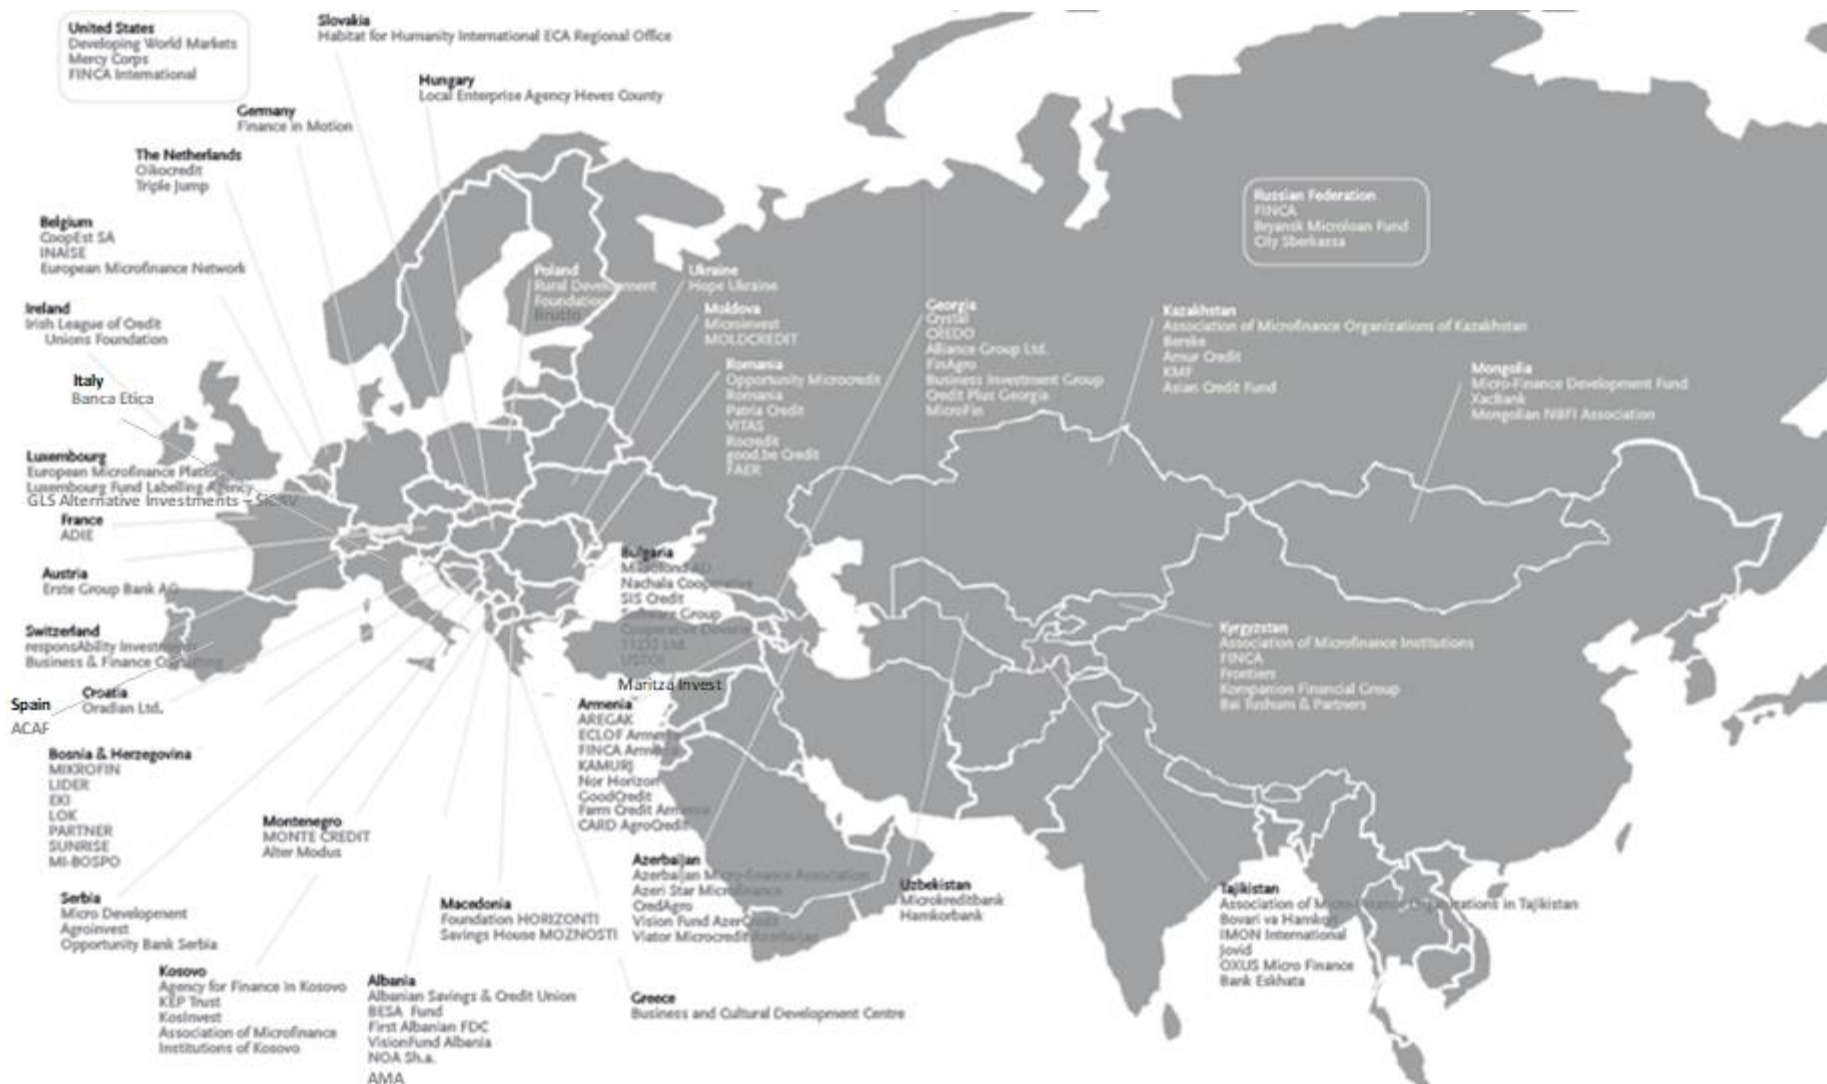 United States
Developing World Markets
Mercy Corps
FINCA International
Slovakia
Habitat for Humanity International ECA Regional Office
Hungary
Local Enterprise Agency Heves County
Germany
Finance in Motion
The Netherlands
Oikocredit
Triple Jump
Belgium
CoopEst SA
INAISE
European Microfinance Network
Ireland
Irish League of Credit
Unions Foundation
Italy
Banca Etica
Luxembourg
European Microfinance Platform
Luxembourg Fund Labelling Agency
GLS Alternative Investments –
France
ADIE
Austria
Erste Group Bank AG
Switzerland
responsAbility Investments
Business & Finance Consulting
Spain
ACAF
Croatia
Oradian Ltd.
Bosnia & Herzegovina
MIKROFIN
LIDER
EKI
LOK
PARTNER
SUNRISE
MI-BOSPO
Serbia
Micro Development
Agroinvest
Opportunity Bank Serbia
Montenegro
MONTE CREDIT
Alter Modus
Kosovo
Agency for Finance in Kosovo
KEP Trust
KosInvest
Association of Microfinance
Institutions of Kosovo
Albania
Albanian Savings & Credit Union
BESA Fund
First Albanian FDC
VisionFund Albania
NOA Sh.a.
AMA
Macedonia
Foundation HORIZONTI
Savings House MOZNOSTI
Greece
Business and Cultural Development Centre
Poland
Rural Development
Foundation
Ukraine
Hope Ukraine
Moldova
Microinvest
MOLDCREDIT
Romania
Opportunity Microcredit
Romania
Patria Credit
VITAS
Rocredit
good.be Credit
FAER
Bulgaria
Nachala Cooperative
SIS Credit
Group
Cooperative
Ltd.
USTOI
Maritza Invest
Armenia
AREGAK
ECLOF Armenia
FINCA Armenia
KAMURJ
Nor Horizon
GoodCredit
Farm Credit Armenia
CARD AgroCredit
Azerbaijan
Azerbaijan Micro-finance Association
Azeri Star Microfinance
CredAgro
Vision Fund AzerCredit
Viator Microcredit Azerbaijan
Georgia
Crystal
CREDO
Alliance Group Ltd.
FinAgro
Business Investment Group
Credit Plus Georgia
MicroFin
Russian Federation
FINCA
Bryansk Microloan Fund
City Sberkassa
Kazakhstan
Association of Microfinance Organizations of Kazakhstan
Bereke
Arnur Credit
KMF
Asian Credit Fund
Mongolia
Micro-Finance Development Fund
XacBank
Mongolian NBFI Association
Kyrgyzstan
Association of Microfinance Institutions
FINCA
Frontiers
Kompanion Financial Group
Bai Tushum & Partners
Uzbekistan
Microkreditbank
Hamkorbank
Tajikistan
Association of Micro-Finance Organizations in Tajikistan
Bovari va Hamkori
IMON International
Jovid
OXUS Micro Finance
Bank Eskhata